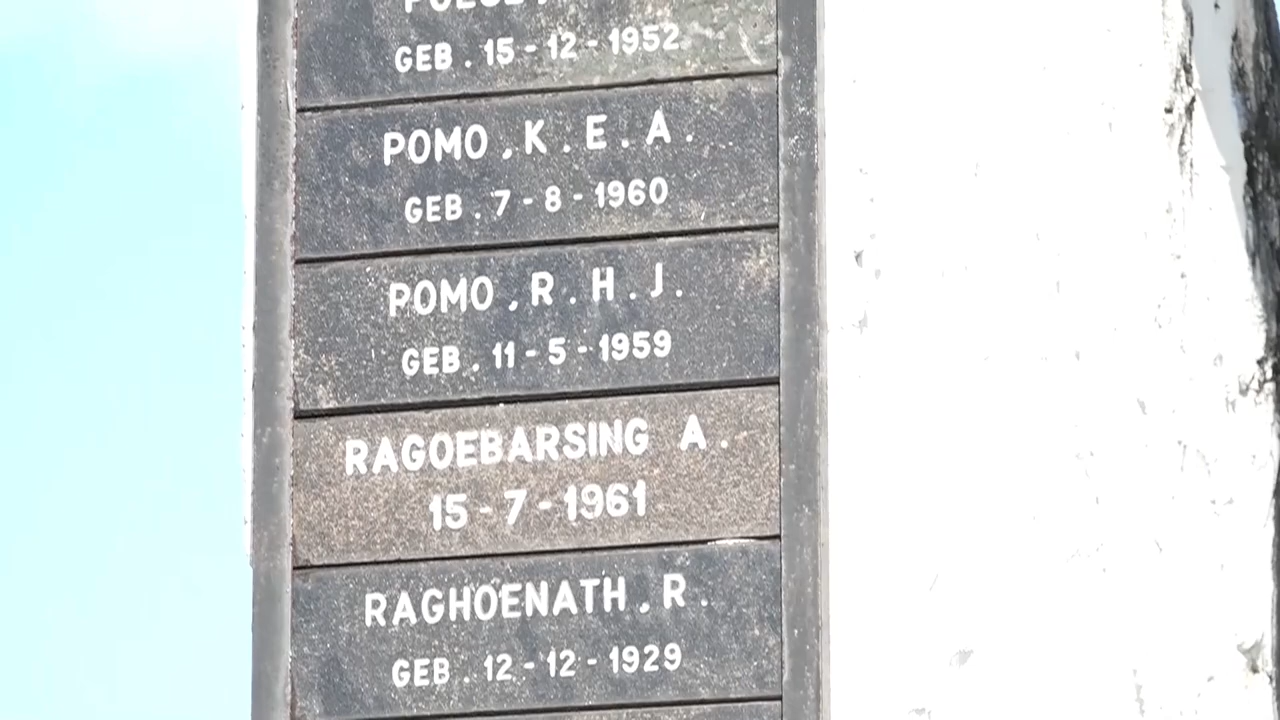 GEB . 15 - 12 - 1952
POMO . K . E . A .
GEB . 7 - 8 - 1960
POMO . R . H . J .
GEB . 11 - 5 - 1959
RAGOEBARSING A .
15 - 7 - 1961
RAGHOENATH . R .
GEB . 12 - 12 - 1929